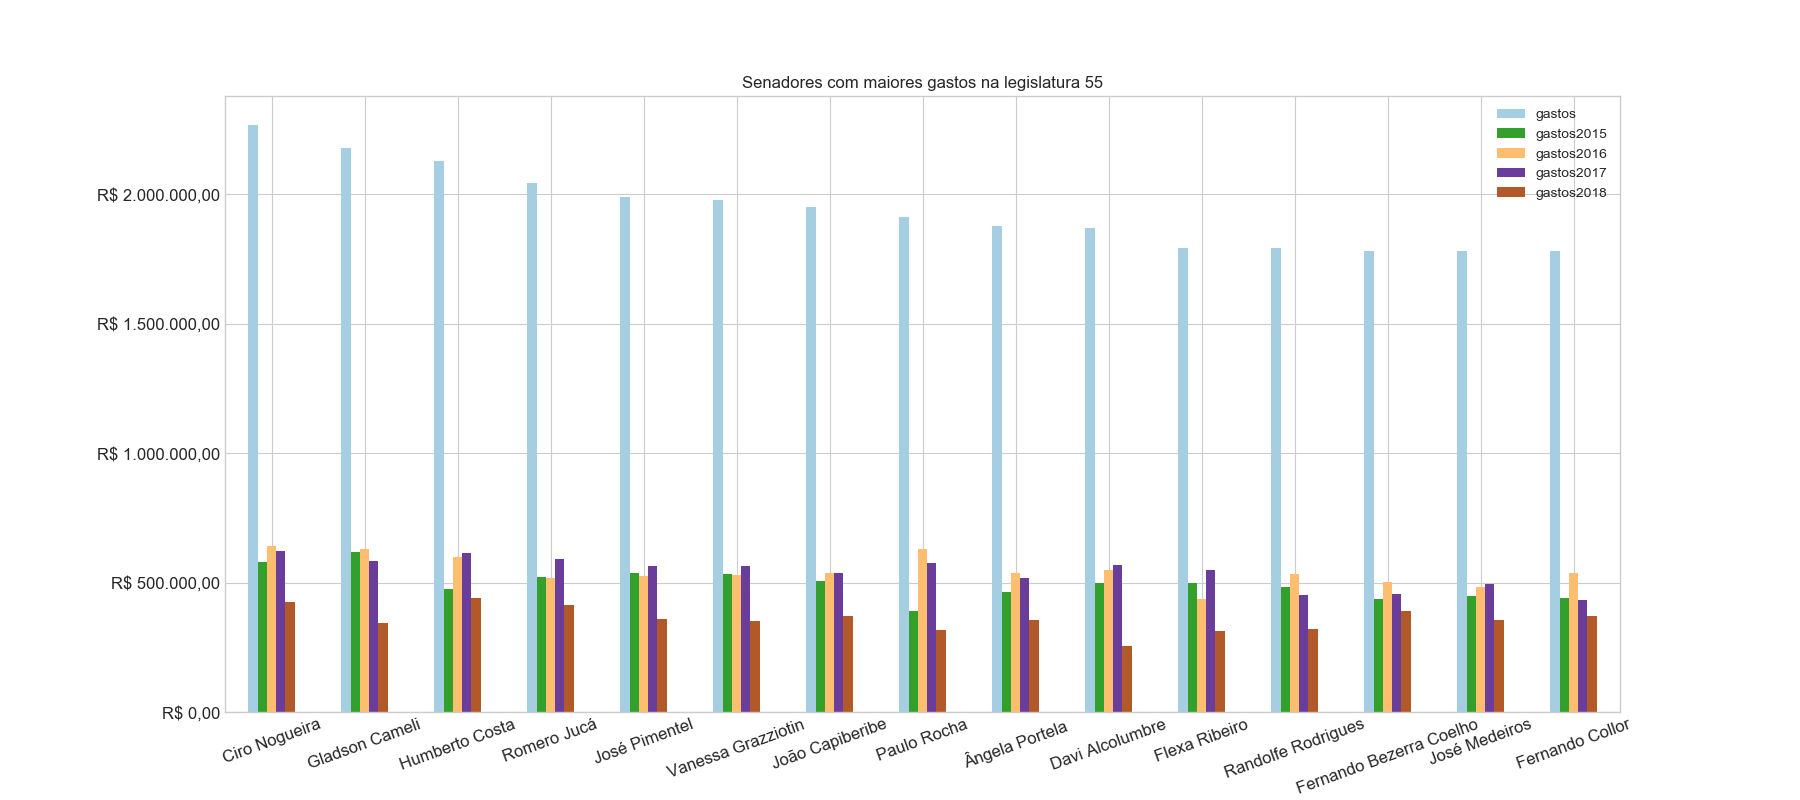 Senadores com maiores gastos na legislatura 55
gastos
gastos2015
gastos2016
gastos2017
gastos2018
R$ 2.000.000,00
R$ 1.500.000,00
R$ 1.000.000,00
R$ 500.000,00
R$ 0,00
Ciro Nogueira
Gladson Cameli
Humberto Costa
Romero Jucá
José Pimentel
Vanessa Grazziotin
João Capiberibe
Paulo Rocha
Ângela Portela
Davi Alcolumbre
Flexa Ribeiro
Randolfe Rodrigues
Fernando Bezerra Coelho
José Medeiros
Fernando Collor